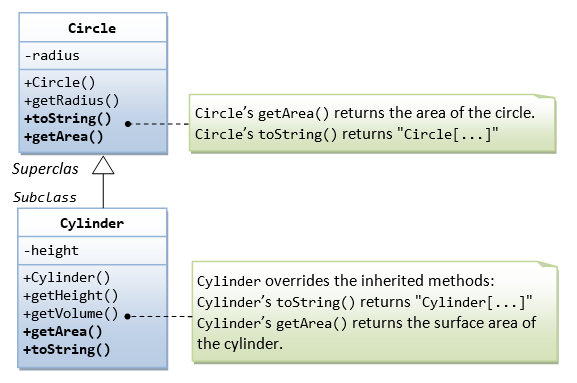 Circle
-radius
+Circle()
+getRadius()
+toString()
+getArea()
Circle's getArea() returns the area of the circle.
Circle's toString() returns "Circle[...]"
Superclas
Subclass
Cylinder
-height
+Cylinder()
+getHeight()
+getVolume()
+getArea()
+toString()
Cylinder overrides the inherited methods:
Cylinder's toString() returns "Cylinder[...]"
Cylinder's getArea() returns the surface area of
the cylinder.